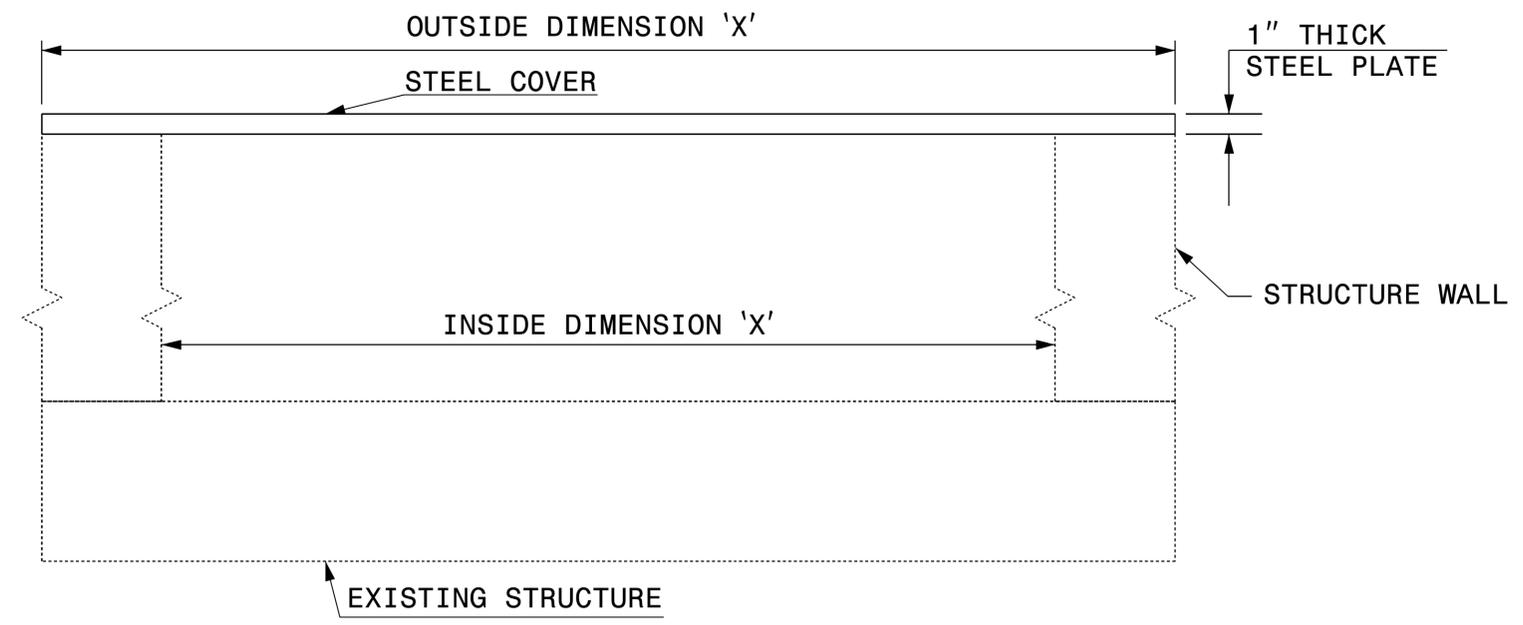 OUTSIDE DIMENSION 'X'
1" THICK
STEEL PLATE
STEEL COVER
STRUCTURE WALL
INSIDE DIMENSION 'X'
EXISTING STRUCTURE